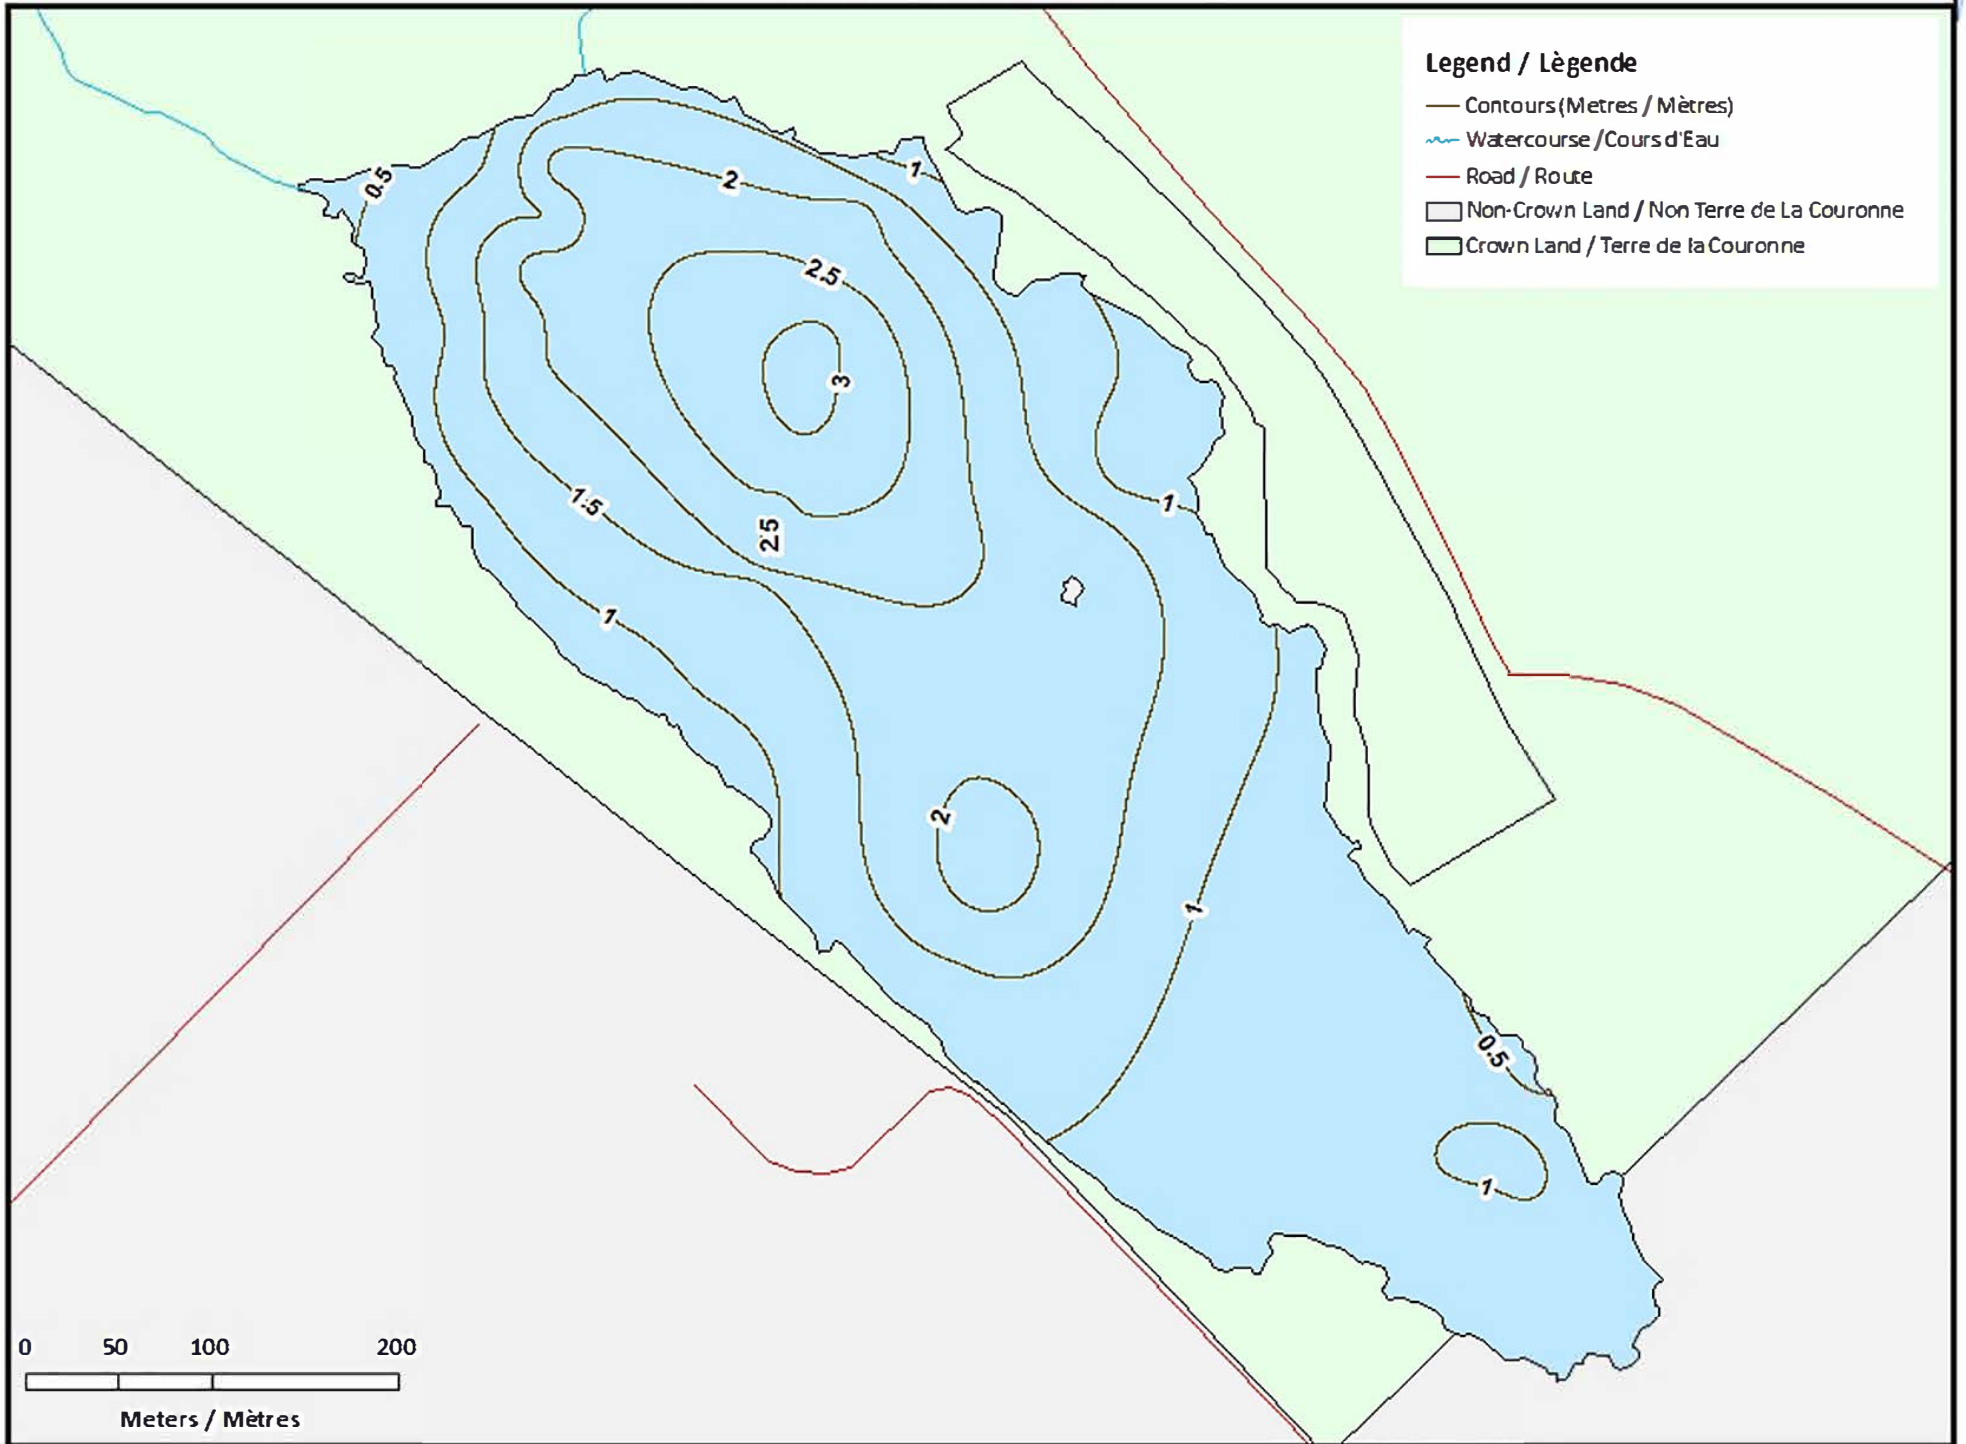 Legend / Lègende
Contours (Metres / Mètres)
Watercourse / Cours d'Eau
Road / Route
Non-Crown Land / Non Terre de La Couronne
Crown Land / Terre de la Couronne
0.5
1
2
2.5
3
1.5
1
2.5
1
2
1
0.5
1
0 50 100 200
Meters / Mètres